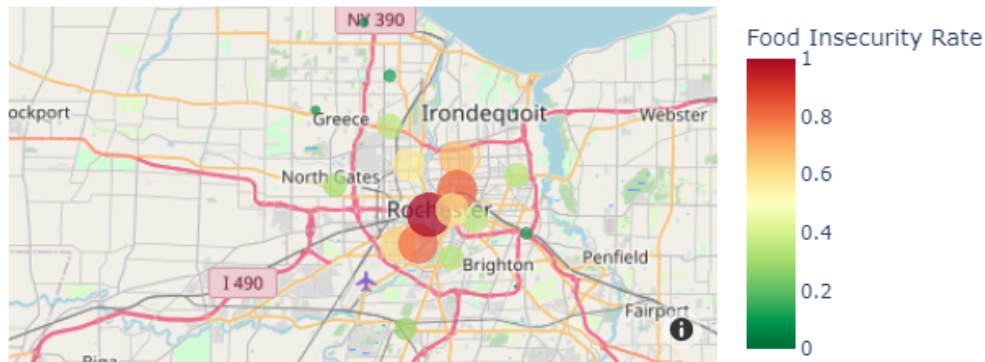 NY 390
Food Insecurity Rate
1
ockport
Greece
Irondequoit
Webster
0.8
North Gates
0.6
Rochester
0.4
Brighton
Penfield
I 490
0.2
Fairport
i
Riga
0